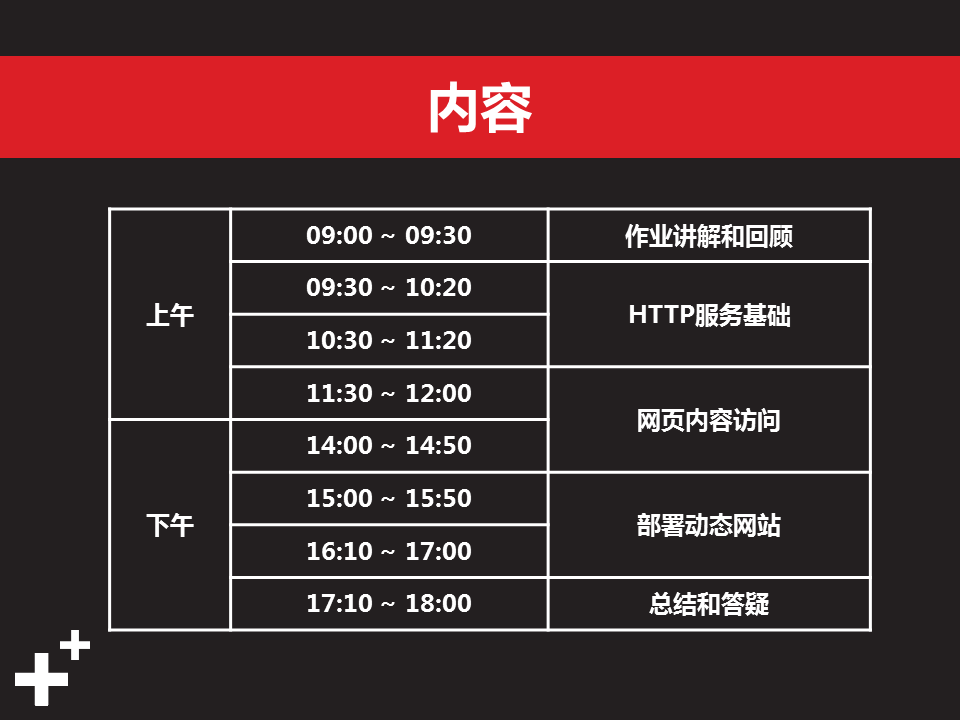 内容
上午
09:00 ~ 09:30
作业讲解和回顾
09:30 ~ 10:20
HTTP服务基础
10:30 ~ 11:20
11:30 ~ 12:00
网页内容访问
下午
14:00 ~ 14:50
15:00 ~ 15:50
部署动态网站
16:10 ~ 17:00
17:10 ~ 18:00
总结和答疑